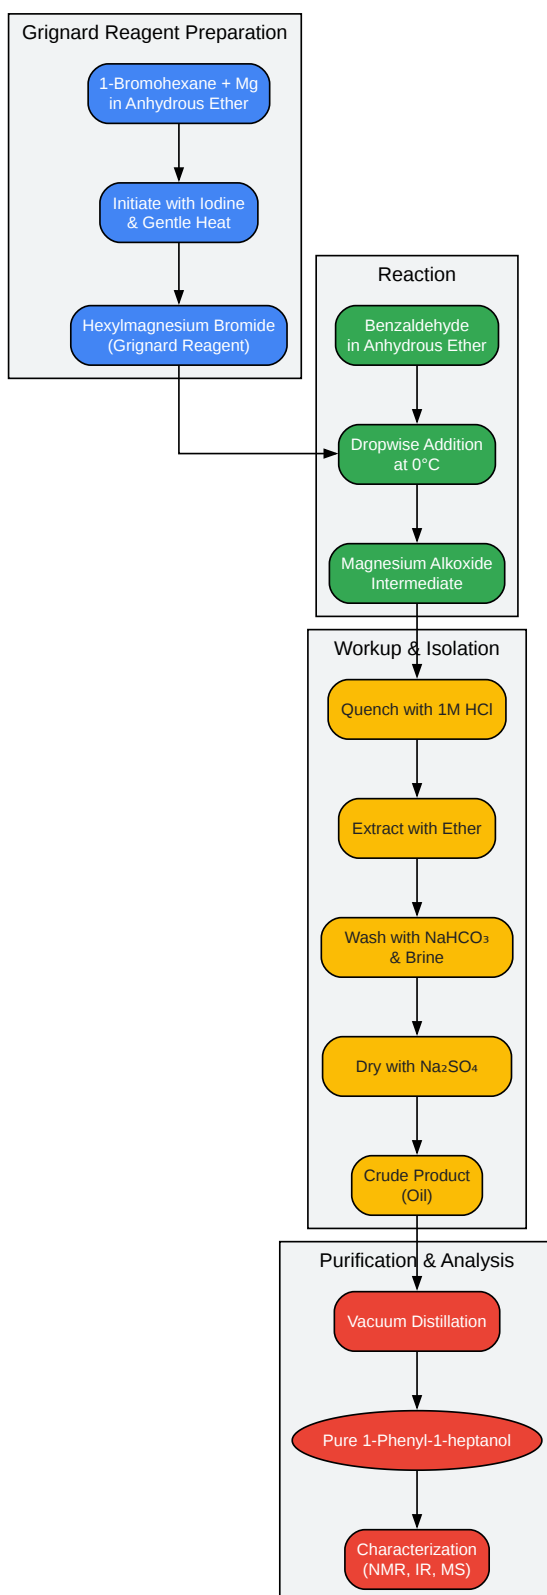 Grignard Reagent Preparation
1-Bromohexane + Mg
in Anhydrous Ether
Initiate with Iodine
& Gentle Heat
Hexylmagnesium Bromide
(Grignard Reagent)
Reaction
Benzaldehyde
in Anhydrous Ether
Dropwise Addition
at 0°C
Magnesium Alkoxide
Intermediate
Workup & Isolation
Quench with 1M HCl
Extract with Ether
Wash with NaHCO₃
& Brine
Dry with Na₂SO₄
Crude Product
(Oil)
Purification & Analysis
Vacuum Distillation
Pure 1-Phenyl-1-heptanol
Characterization
(NMR, IR, MS)